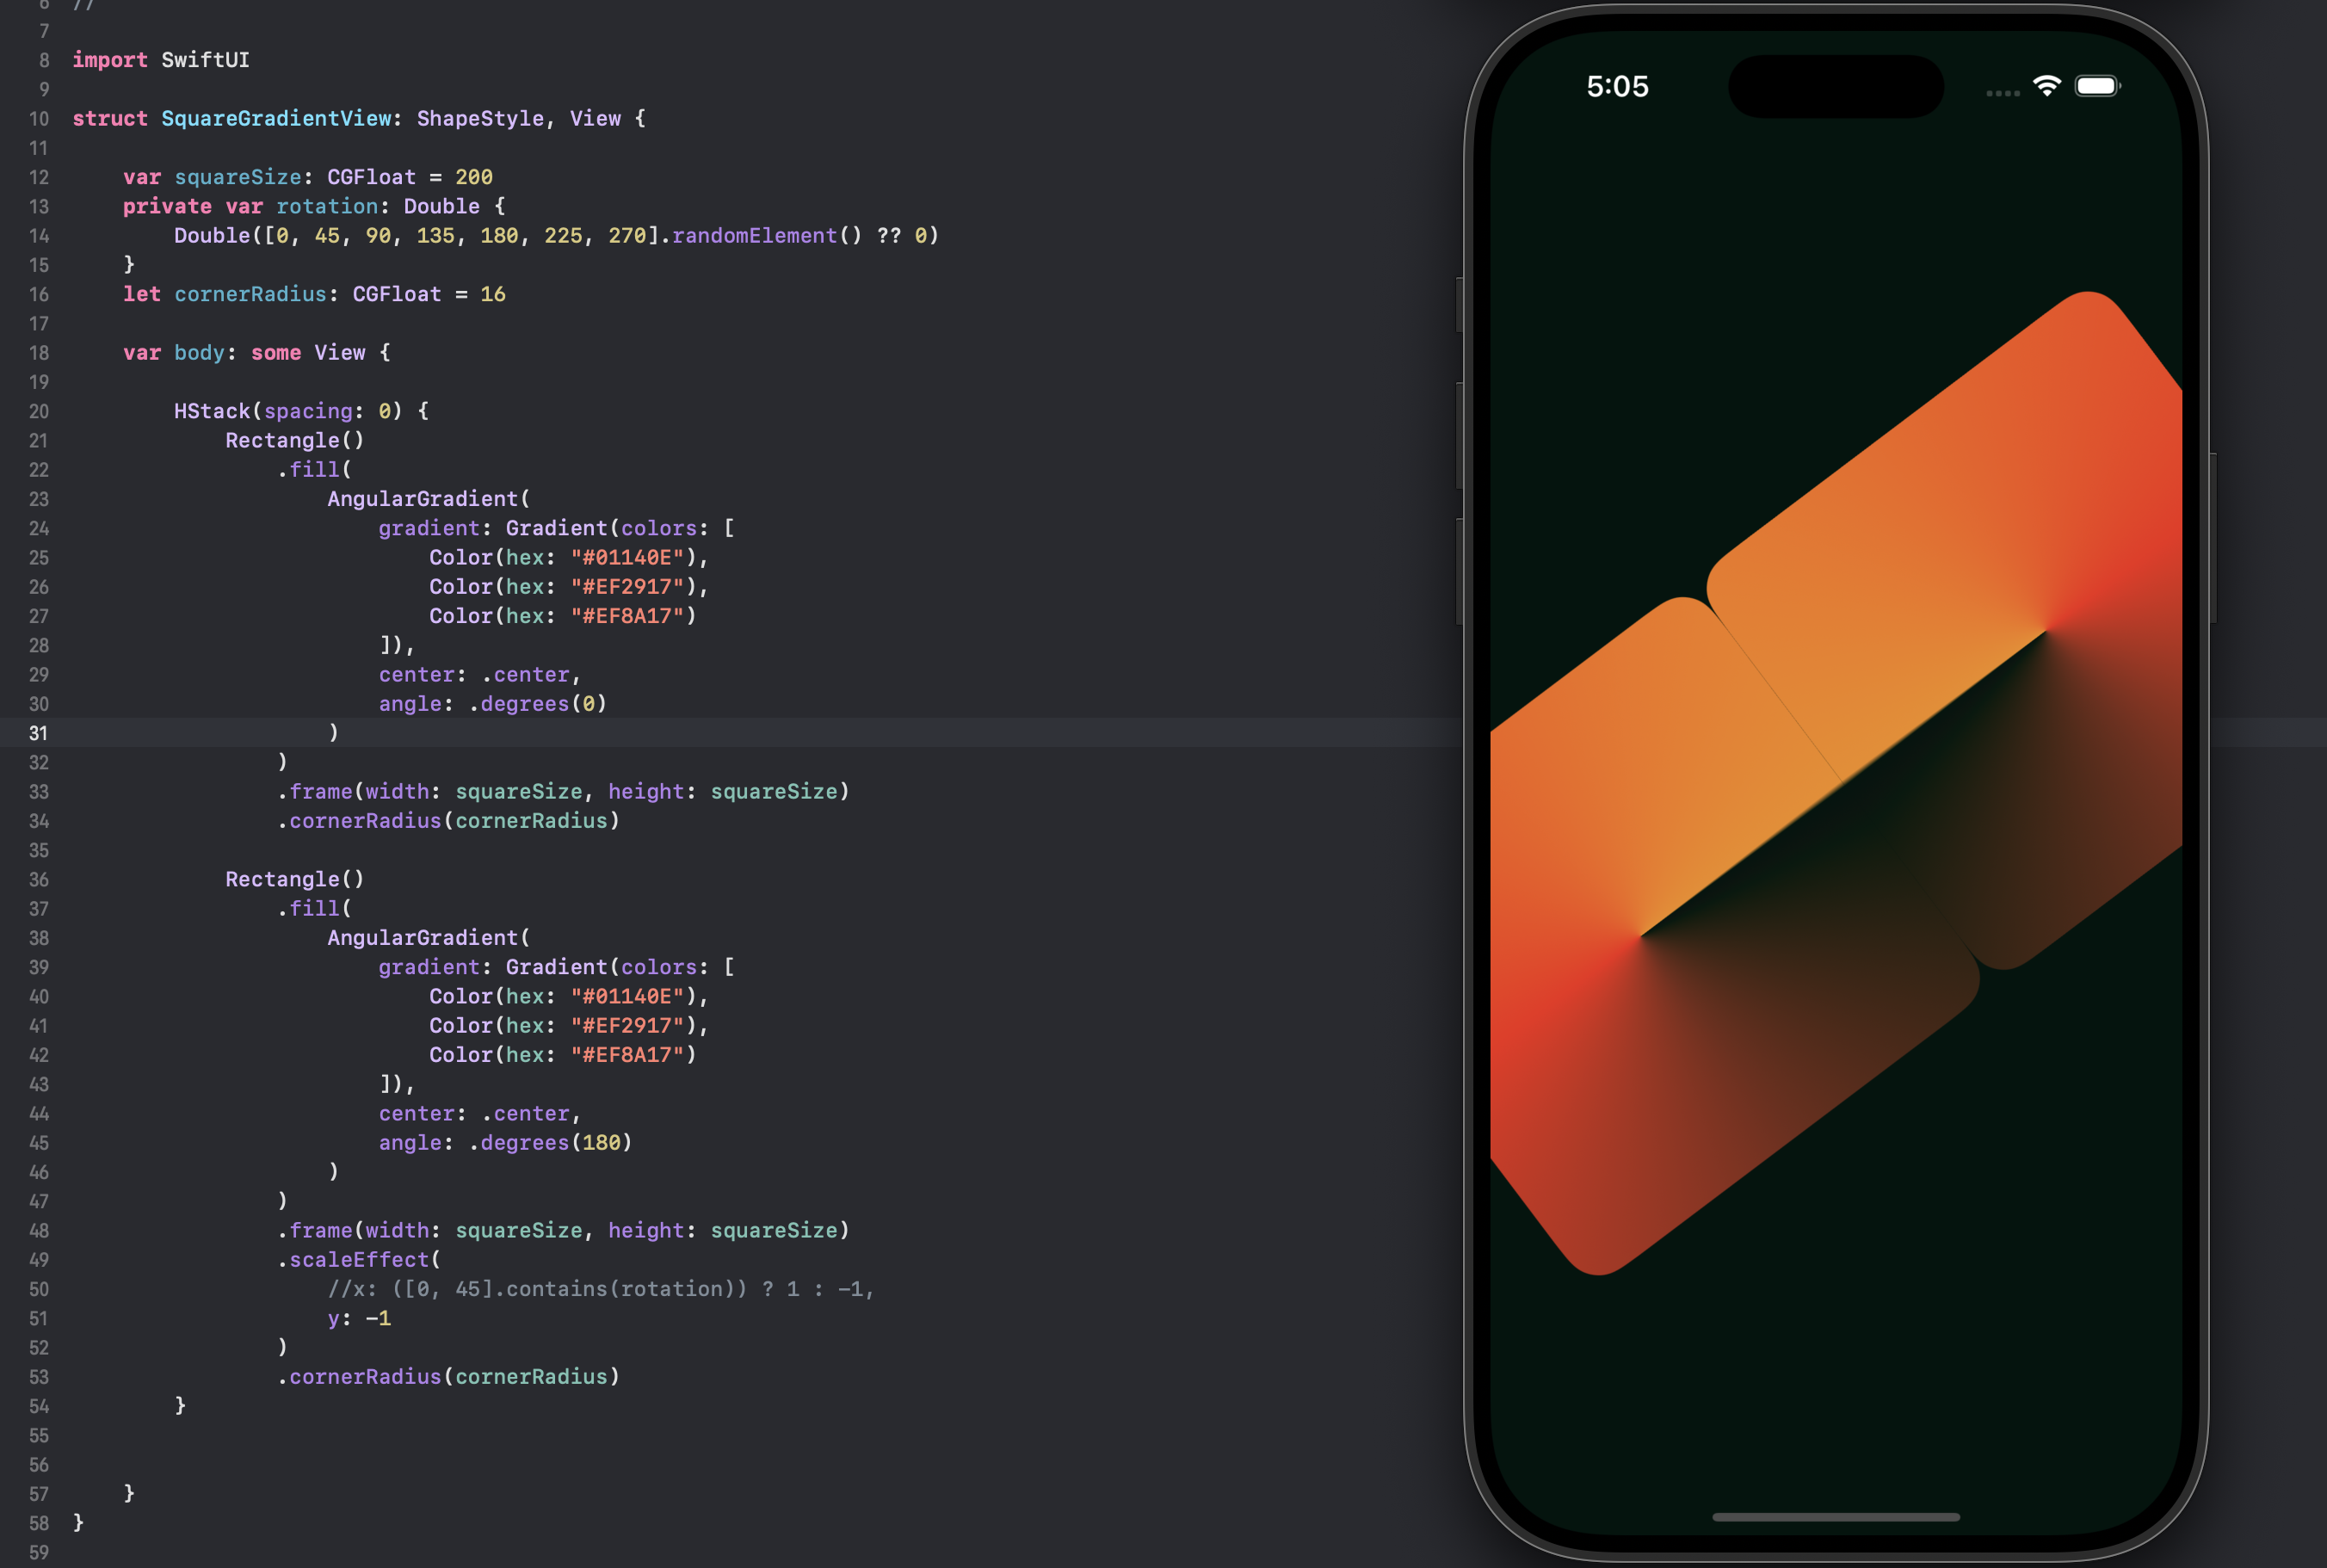 6 //
7
8 import SwiftUI
9
10 struct SquareGradientView: ShapeStyle, View {
11
12     var squareSize: CGFloat = 200
13     private var rotation: Double {
14         Double([0, 45, 90, 135, 180, 225, 270].randomElement() ?? 0)
15     }
16     let cornerRadius: CGFloat = 16
17
18     var body: some View {
19
20         HStack(spacing: 0) {
21             Rectangle()
22                 .fill(
23                     AngularGradient(
24                         gradient: Gradient(colors: [
25                             Color(hex: "#01140E"),
26                             Color(hex: "#EF2917"),
27                             Color(hex: "#EF8A17")
28                         ]),
29                         center: .center,
30                         angle: .degrees(0)
31                     )
32                 )
33                 .frame(width: squareSize, height: squareSize)
34                 .cornerRadius(cornerRadius)
35
36             Rectangle()
37                 .fill(
38                     AngularGradient(
39                         gradient: Gradient(colors: [
40                             Color(hex: "#01140E"),
41                             Color(hex: "#EF2917"),
42                             Color(hex: "#EF8A17")
43                         ]),
44                         center: .center,
45                         angle: .degrees(180)
46                     )
47                 )
48                 .frame(width: squareSize, height: squareSize)
49                 .scaleEffect(
50                     //x: ([0, 45].contains(rotation)) ? 1 : -1,
51                     y: -1
52                 )
53                 .cornerRadius(cornerRadius)
54         }
55
56
57     }
58 }
59
5:05